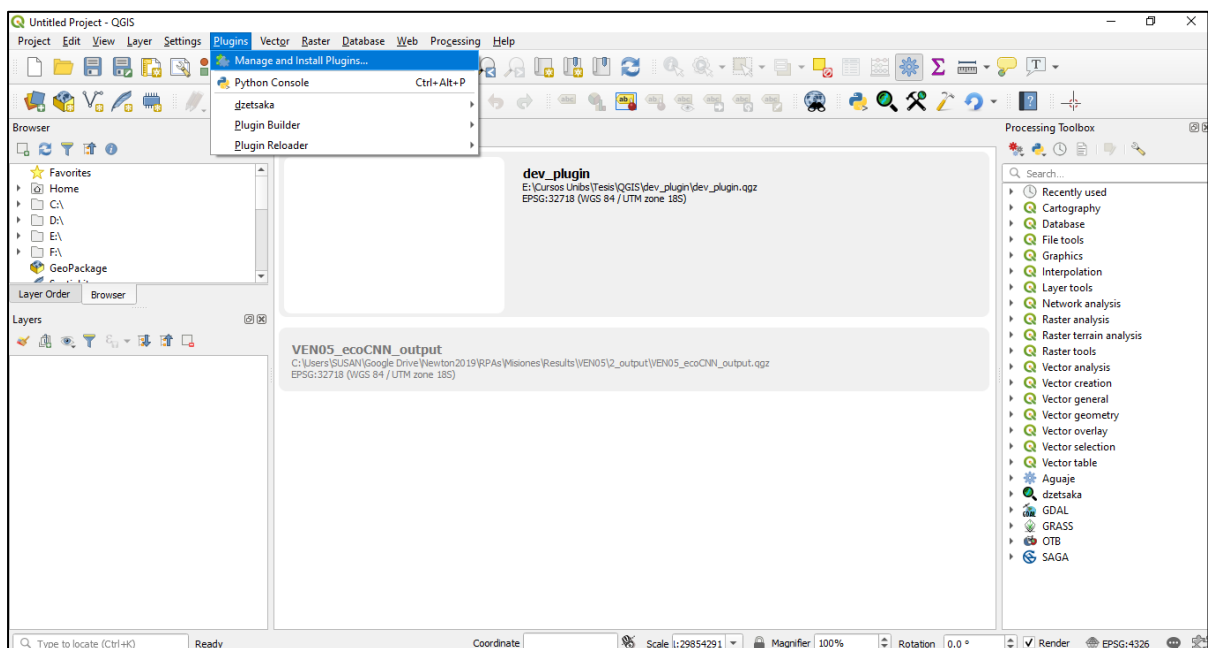 Untitled Project - QGIS
Project Edit View Layer Settings Plugins Vector Raster Database Web Processing Help
Manage and Install Plugins...
Python Console Ctrl+Alt+P
dzetsaka
Plugin Builder
Plugin Reloader
Browser
Favorites
Home
C:\
D:\
E:\
F:\
GeoPackage
Layer Order Browser
Layers
dev_plugin
E:\Cursos Unibs\Tesis\QGIS\dev_plugin\dev_plugin.qgz
EPSG:32718 (WGS 84 / UTM zone 18S)
VEN05_ecoCNN_output
C:\Users\SUSAN\Google Drive\Newton2019\RPAs\Misiones\Results\VEN05\2_output\VEN05_ecoCNN_output.qgz
EPSG:32718 (WGS 84 / UTM zone 18S)
Processing Toolbox
Search...
Recently used
Cartography
Database
File tools
Graphics
Interpolation
Layer tools
Network analysis
Raster analysis
Raster terrain analysis
Raster tools
Vector analysis
Vector creation
Vector general
Vector geometry
Vector overlay
Vector selection
Vector table
Aguaje
dzetsaka
GDAL
GRASS
OTB
SAGA
Type to locate (Ctrl+K) Ready Coordinate Scale l:29854291 Magnifier 100% Rotation 0.0 ° Render EPSG:4326